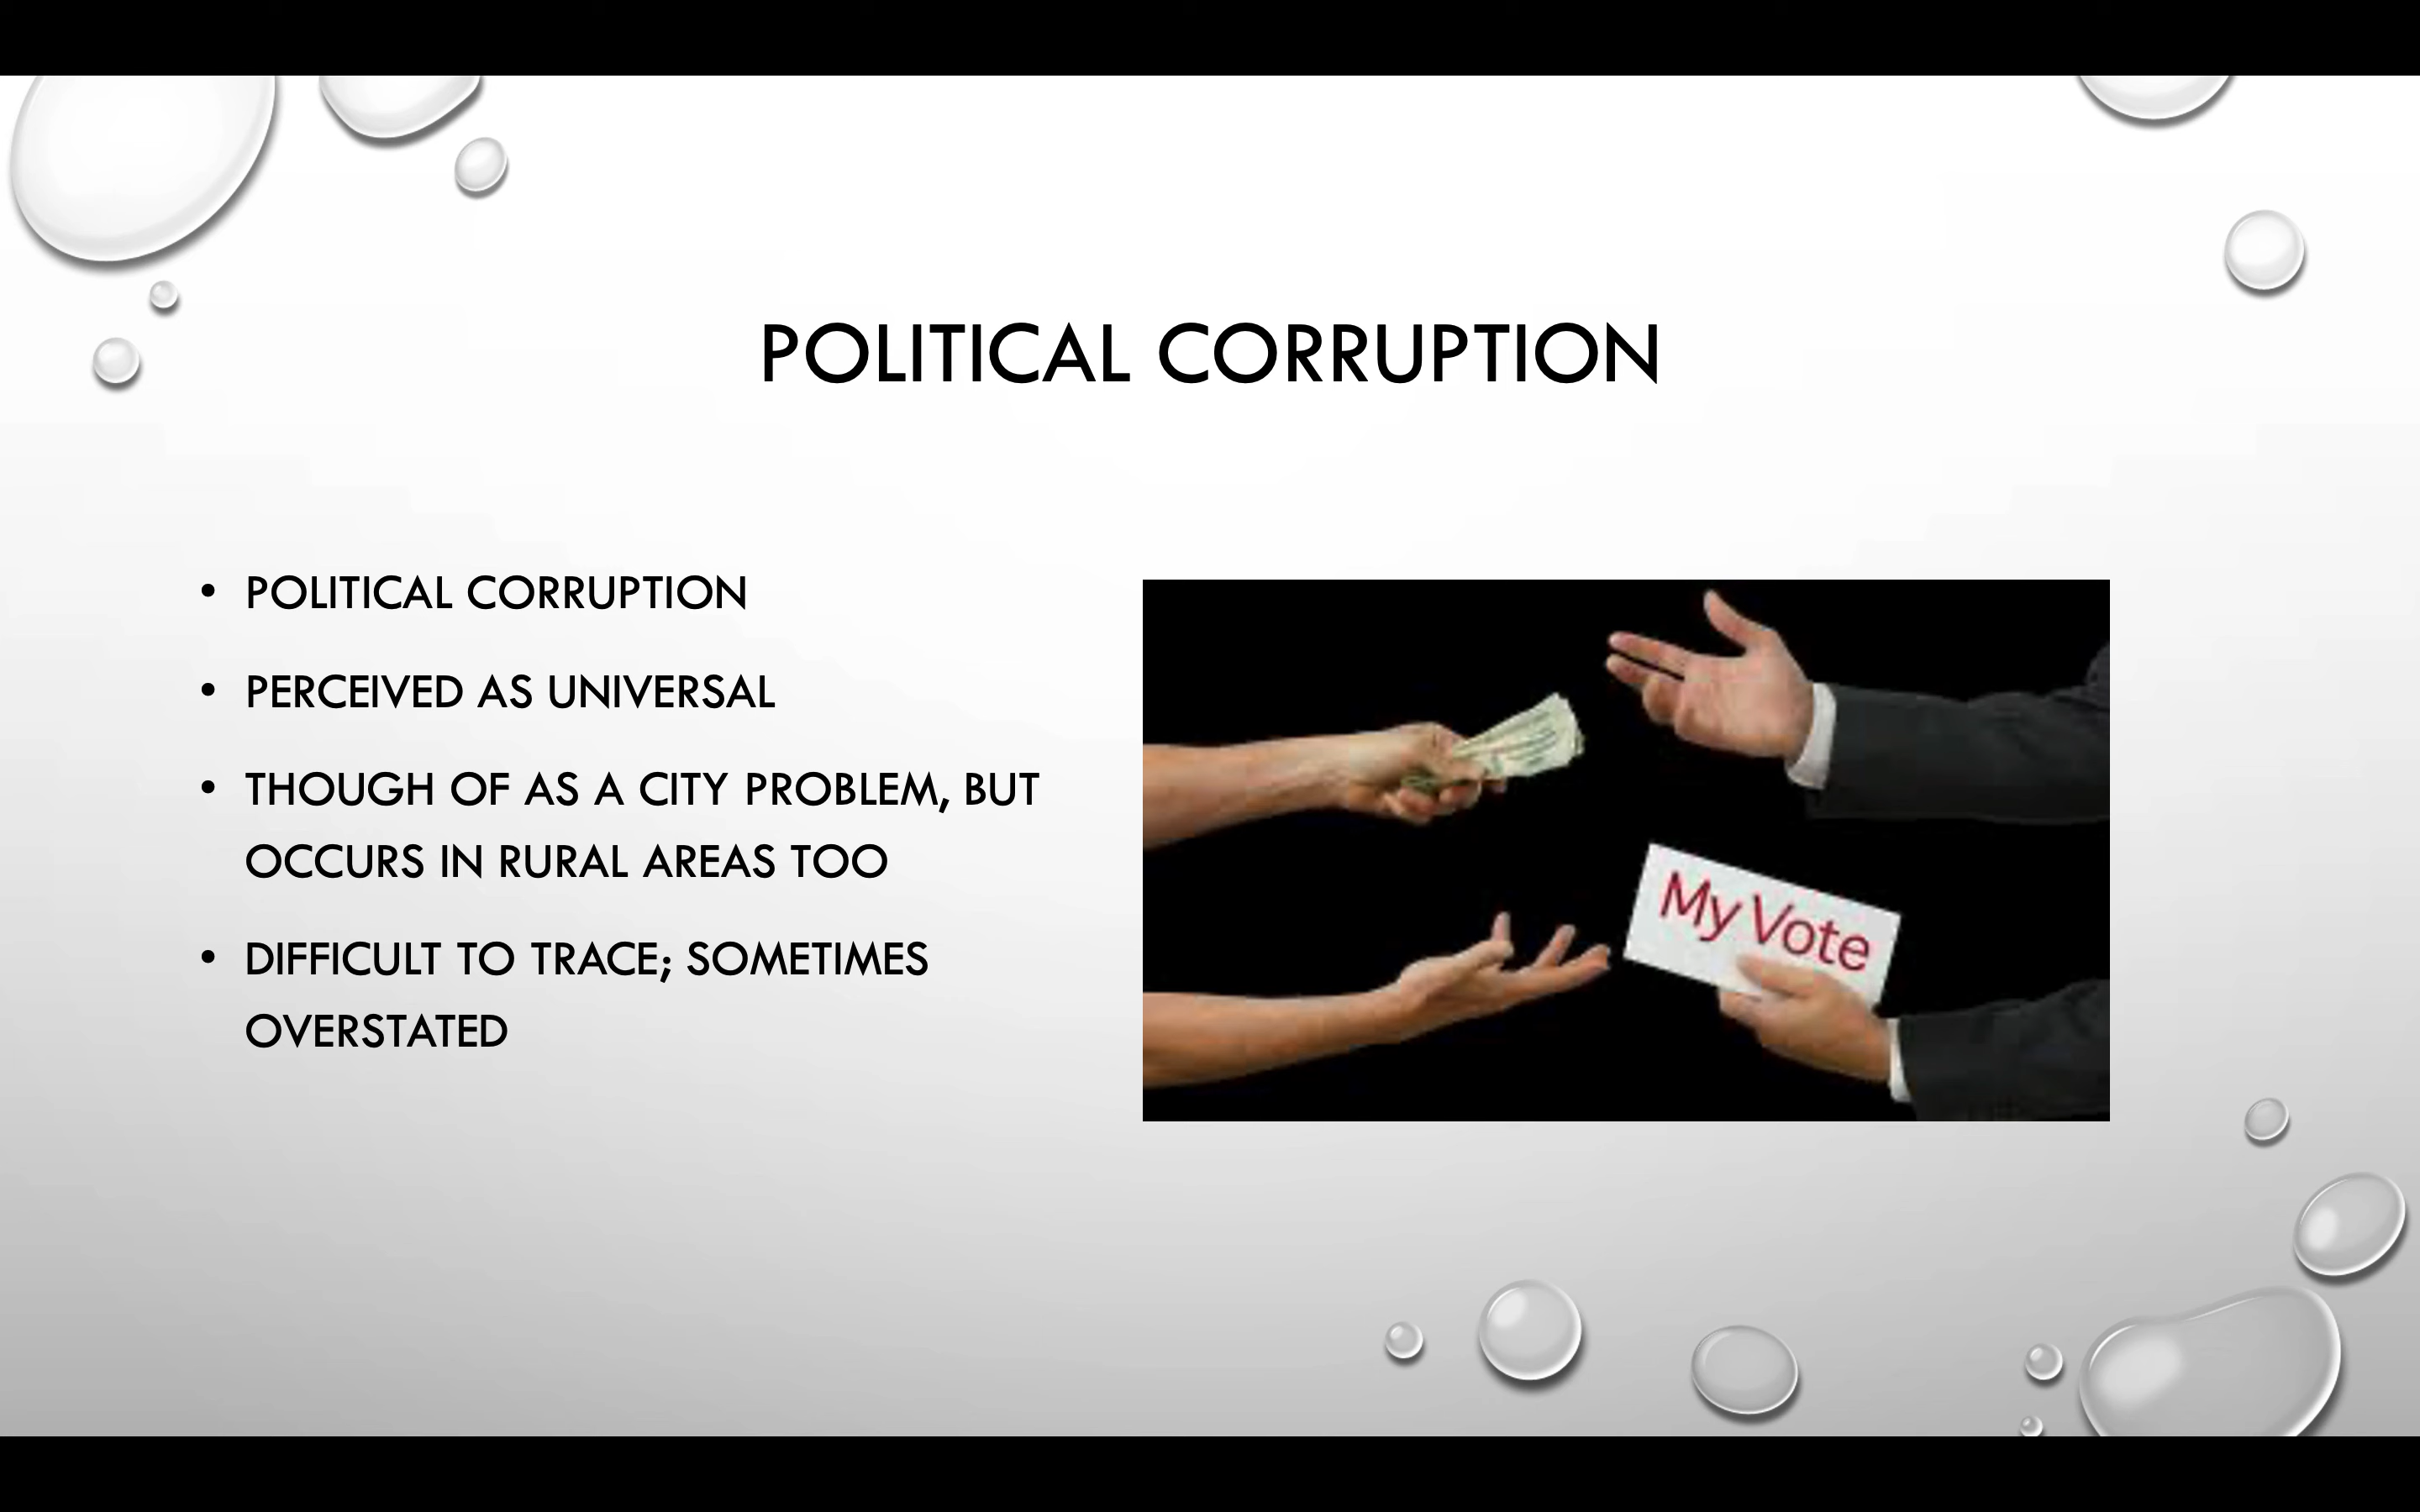 POLITICAL CORRUPTION
• POLITICAL CORRUPTION
• PERCEIVED AS UNIVERSAL
• THOUGH OF AS A CITY PROBLEM, BUT
OCCURS IN RURAL AREAS TOO
• DIFFICULT TO TRACE; SOMETIMES
OVERSTATED
My Vote